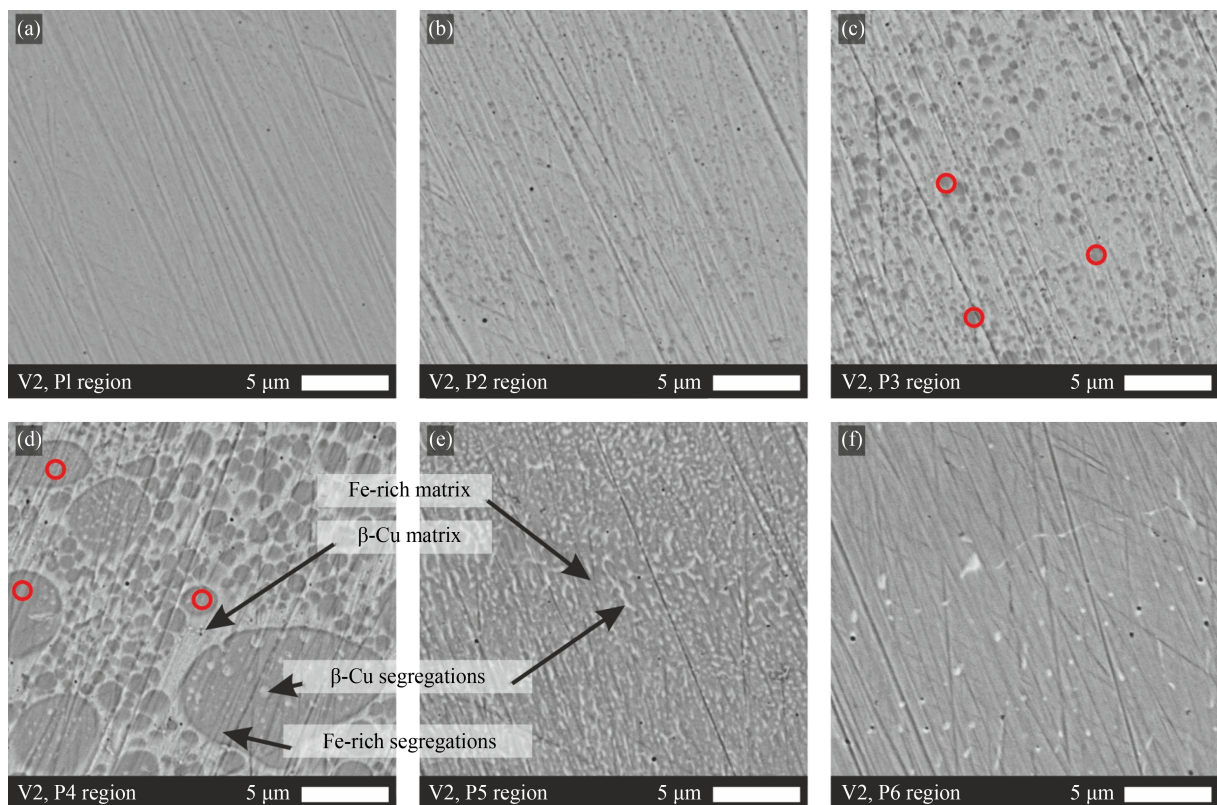 (a)
(b)
(c)
V2, P1 region 5 μm
V2, P2 region 5 μm
V2, P3 region 5 μm
(d)
(e)
(f)
Fe-rich matrix
β-Cu matrix
β-Cu segregations
Fe-rich segregations
V2, P4 region 5 μm
V2, P5 region 5 μm
V2, P6 region 5 μm